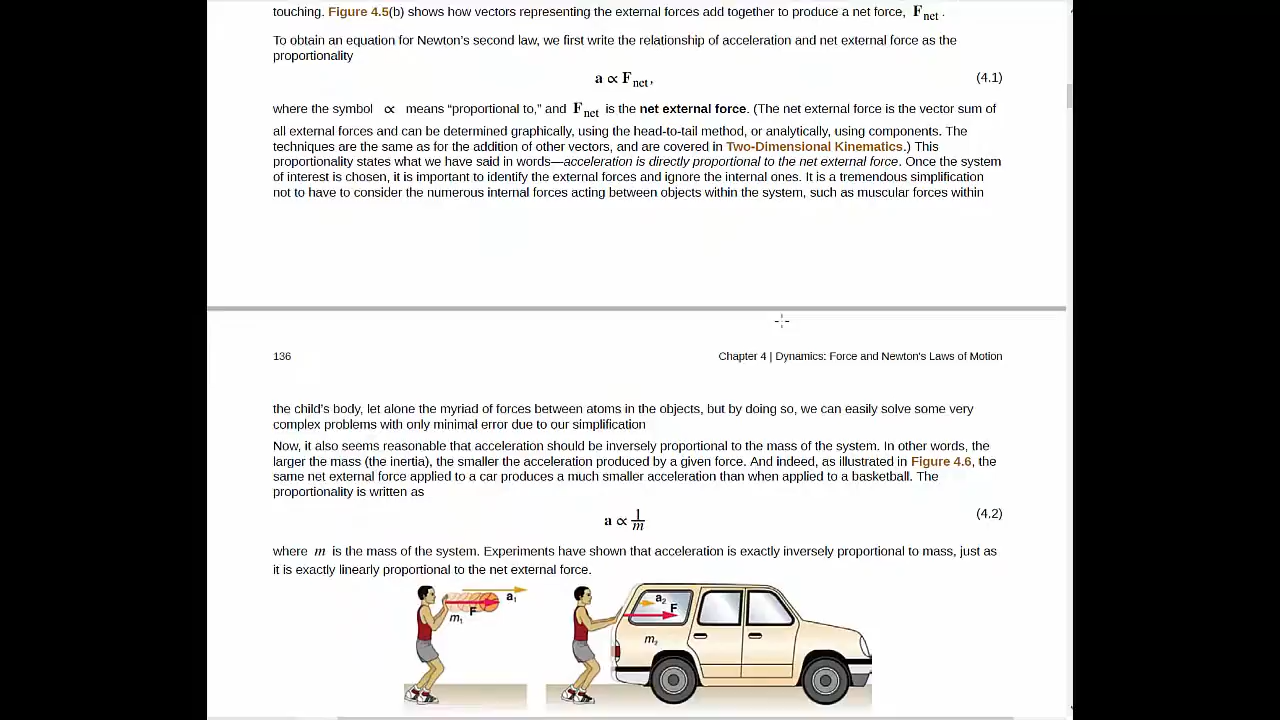 touching. Figure 4.5(b) shows how vectors representing the external forces add together to produce a net force, F_net .
To obtain an equation for Newton's second law, we first write the relationship of acceleration and net external force as the
proportionality
a ∝ F_net, (4.1)
where the symbol ∝ means “proportional to,” and F_net is the net external force. (The net external force is the vector sum of
all external forces and can be determined graphically, using the head-to-tail method, or analytically, using components. The
techniques are the same as for the addition of other vectors, and are covered in Two-Dimensional Kinematics.) This
proportionality states what we have said in words—acceleration is directly proportional to the net external force. Once the system
of interest is chosen, it is important to identify the external forces and ignore the internal ones. It is a tremendous simplification
not to have to consider the numerous internal forces acting between objects within the system, such as muscular forces within
136 Chapter 4 | Dynamics: Force and Newton's Laws of Motion
the child's body, let alone the myriad of forces between atoms in the objects, but by doing so, we can easily solve some very
complex problems with only minimal error due to our simplification
Now, it also seems reasonable that acceleration should be inversely proportional to the mass of the system. In other words, the
larger the mass (the inertia), the smaller the acceleration produced by a given force. And indeed, as illustrated in Figure 4.6, the
same net external force applied to a car produces a much smaller acceleration than when applied to a basketball. The
proportionality is written as
a ∝ 1/m (4.2)
where m is the mass of the system. Experiments have shown that acceleration is exactly inversely proportional to mass, just as
it is exactly linearly proportional to the net external force.
a₁
F
m₁
a₂
F
m₂